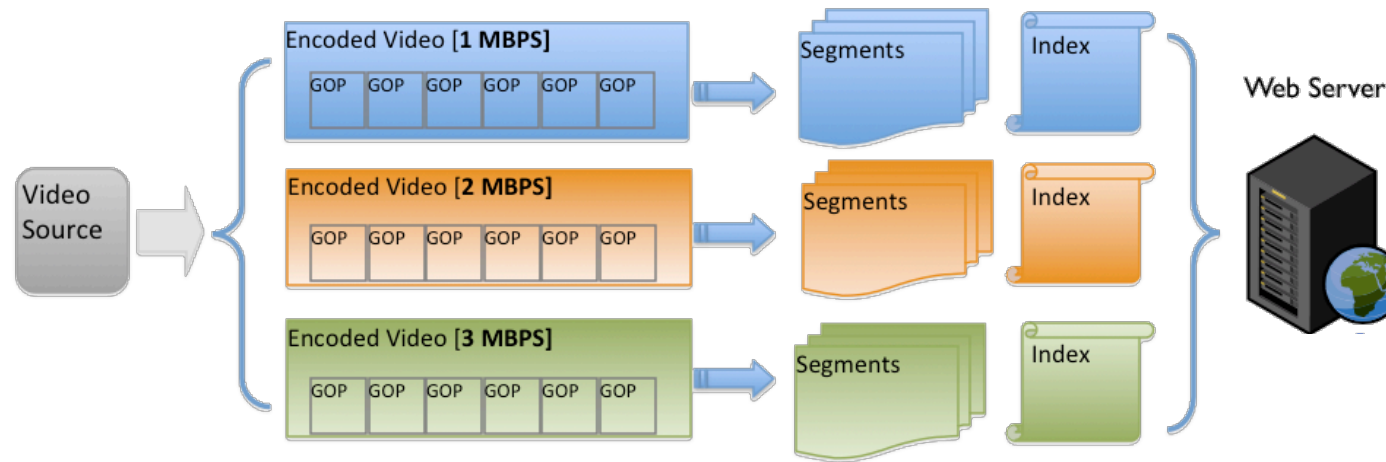 Video
Source
Encoded Video [1 MBPS]
GOP GOP GOP GOP GOP GOP
Segments
Index
Encoded Video [2 MBPS]
GOP GOP GOP GOP GOP GOP
Segments
Index
Encoded Video [3 MBPS]
GOP GOP GOP GOP GOP GOP
Segments
Index
Web Server